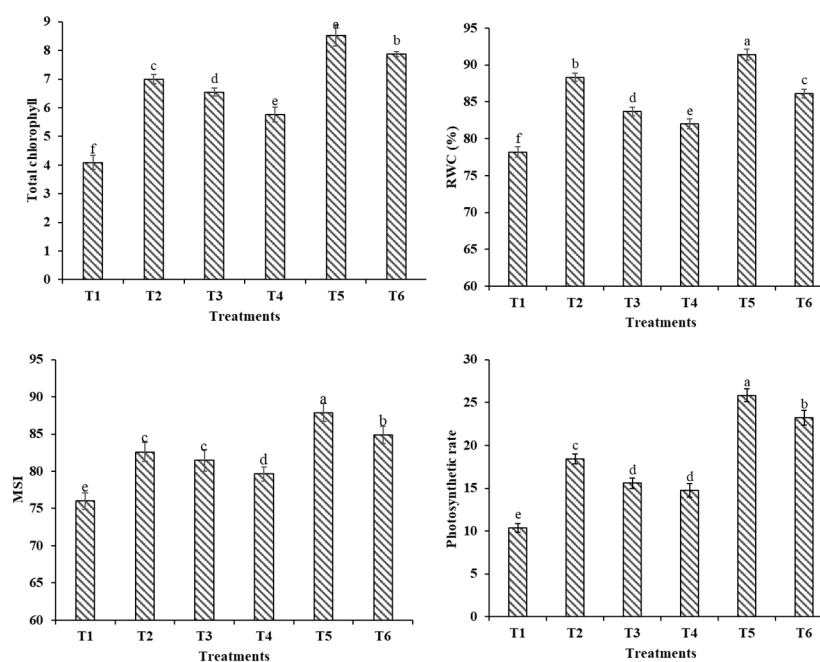 Total chlorophyll
9
8
7
6
5
4
3
2
1
0
f
c
d
e
a
b
T1 T2 T3 T4 T5 T6
Treatments
RWC (%)
95
90
85
80
75
70
65
60
f
b
d
e
a
c
T1 T2 T3 T4 T5 T6
Treatments
MSI
95
90
85
80
75
70
65
60
e
c
c
d
a
b
T1 T2 T3 T4 T5 T6
Treatments
Photosynthetic rate
30
25
20
15
10
5
0
e
c
d
d
a
b
T1 T2 T3 T4 T5 T6
Treatments